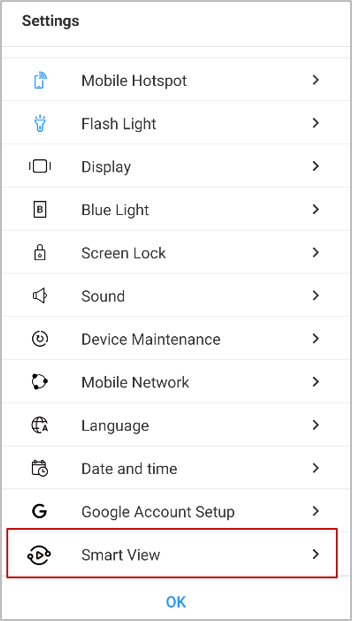 Settings
Mobile Hotspot
Flash Light
Display
B
Blue Light
Screen Lock
Sound
Device Maintenance
Mobile Network
A
Language
Date and time
G
Google Account Setup
Smart View
OK